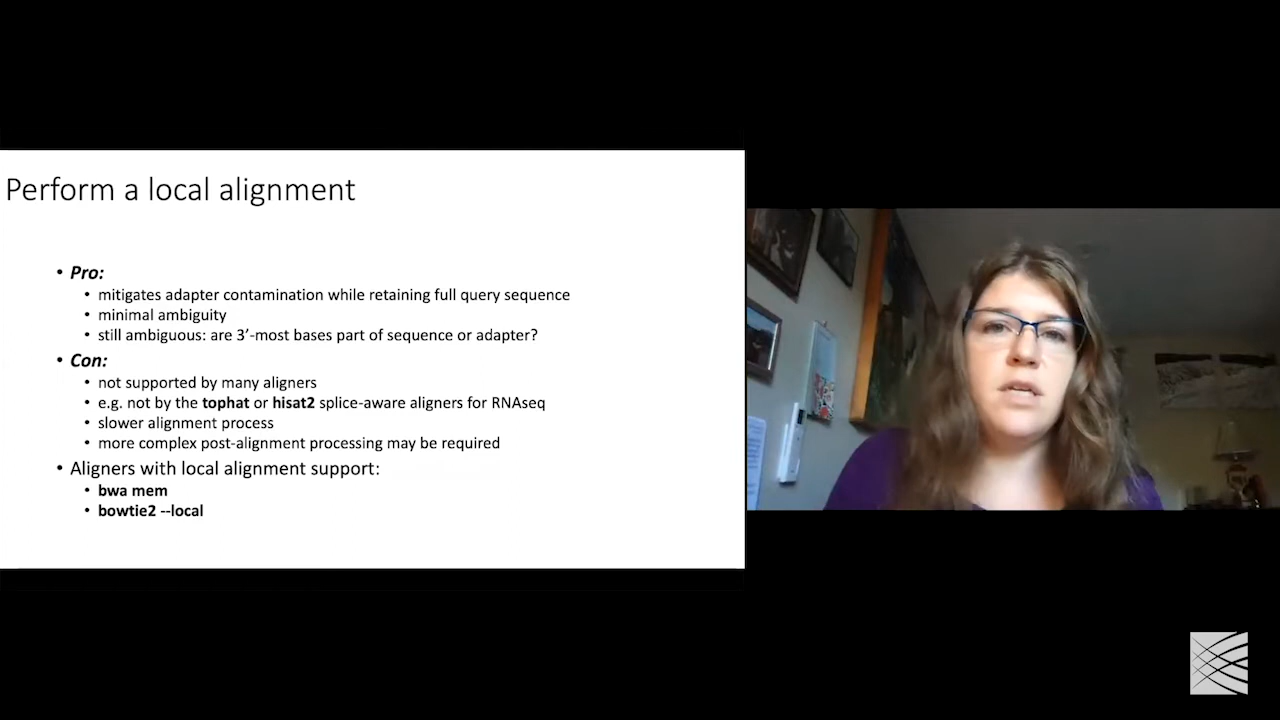 Perform a local alignment
• Pro:
• mitigates adapter contamination while retaining full query sequence
• minimal ambiguity
• still ambiguous: are 3’-most bases part of sequence or adapter?
• Con:
• not supported by many aligners
• e.g. not by the tophat or hisat2 splice-aware aligners for RNAseq
• slower alignment process
• more complex post-alignment processing may be required
• Aligners with local alignment support:
• bwa mem
• bowtie2 --local